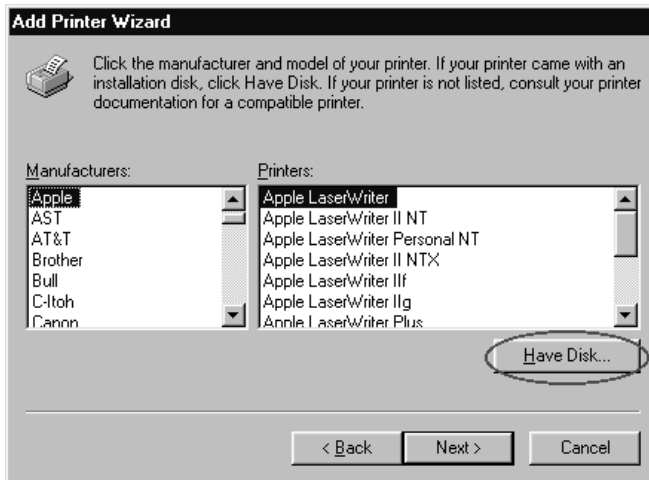 Add Printer Wizard
Click the manufacturer and model of your printer. If your printer came with an
installation disk, click Have Disk. If your printer is not listed, consult your printer
documentation for a compatible printer.
Manufacturers:
Printers:
Apple
AST
AT&T
Brother
Bull
C-Itoh
Canon
Apple LaserWriter
Apple LaserWriter II NT
Apple LaserWriter Personal NT
Apple LaserWriter II NTX
Apple LaserWriter IIf
Apple LaserWriter IIg
Apple LaserWriter Plus
Have Disk...
< Back
Next >
Cancel